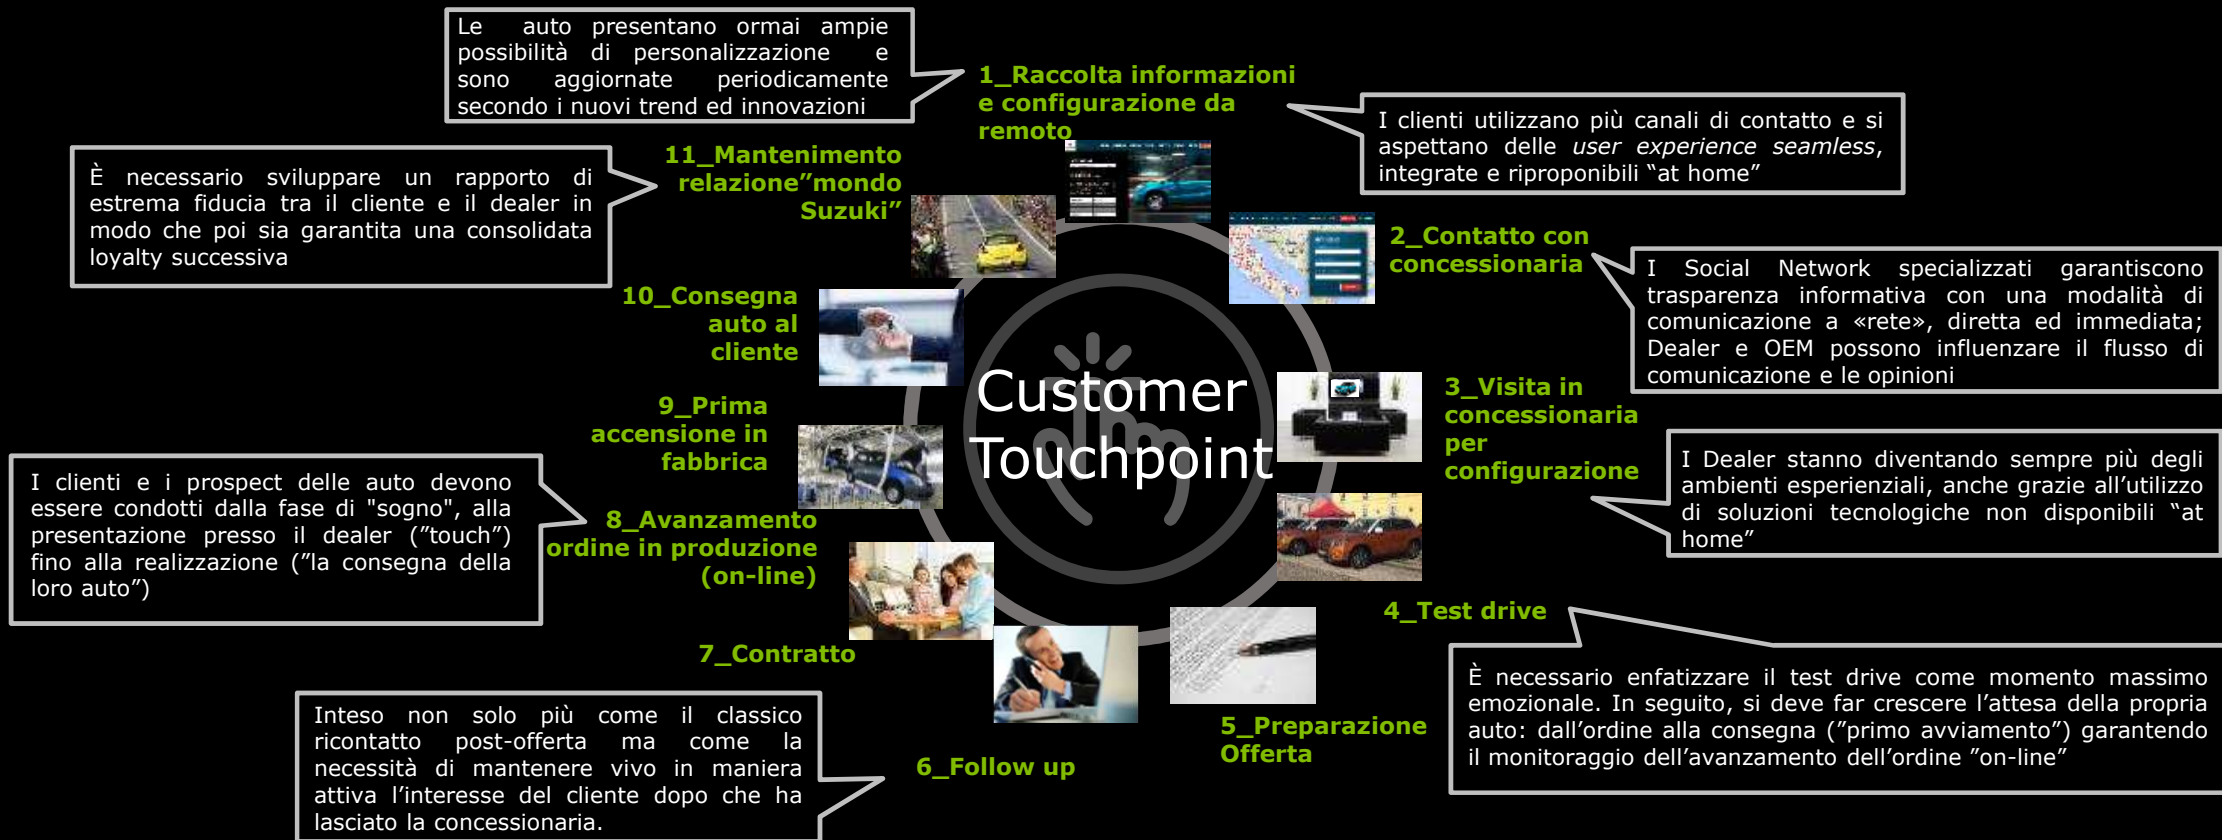 Le auto presentano ormai ampie
possibilità di personalizzazione e
sono aggiornate periodicamente
secondo i nuovi trend ed innovazioni
1_Raccolta informazioni
e configurazione da
remoto
I clienti utilizzano più canali di contatto e si
aspettano delle user experience seamless,
integrate e riproponibili “at home”
11_Mantenimento
relazione”mondo
Suzuki”
È necessario sviluppare un rapporto di
estrema fiducia tra il cliente e il dealer in
modo che poi sia garantita una consolidata
loyalty successiva
2_Contatto con
concessionaria
I Social Network specializzati garantiscono
trasparenza informativa con una modalità di
comunicazione a «rete», diretta ed immediata;
Dealer e OEM possono influenzare il flusso di
comunicazione e le opinioni
10_Consegna
auto al
cliente
Customer
Touchpoint
3_Visita in
concessionaria
per
configurazione
9_Prima
accensione in
fabbrica
I Dealer stanno diventando sempre più degli
ambienti esperienziali, anche grazie all’utilizzo
di soluzioni tecnologiche non disponibili “at
home”
I clienti e i prospect delle auto devono
essere condotti dalla fase di "sogno", alla
presentazione presso il dealer (”touch”)
fino alla realizzazione (”la consegna della
loro auto”)
8_Avanzamento
ordine in produzione
(on-line)
4_Test drive
7_Contratto
È necessario enfatizzare il test drive come momento massimo
emozionale. In seguito, si deve far crescere l’attesa della propria
auto: dall’ordine alla consegna (”primo avviamento”) garantendo
il monitoraggio dell’avanzamento dell’ordine ”on-line”
5_Preparazione
Offerta
6_Follow up
Inteso non solo più come il classico
ricontatto post-offerta ma come la
necessità di mantenere vivo in maniera
attiva l’interesse del cliente dopo che ha
lasciato la concessionaria.